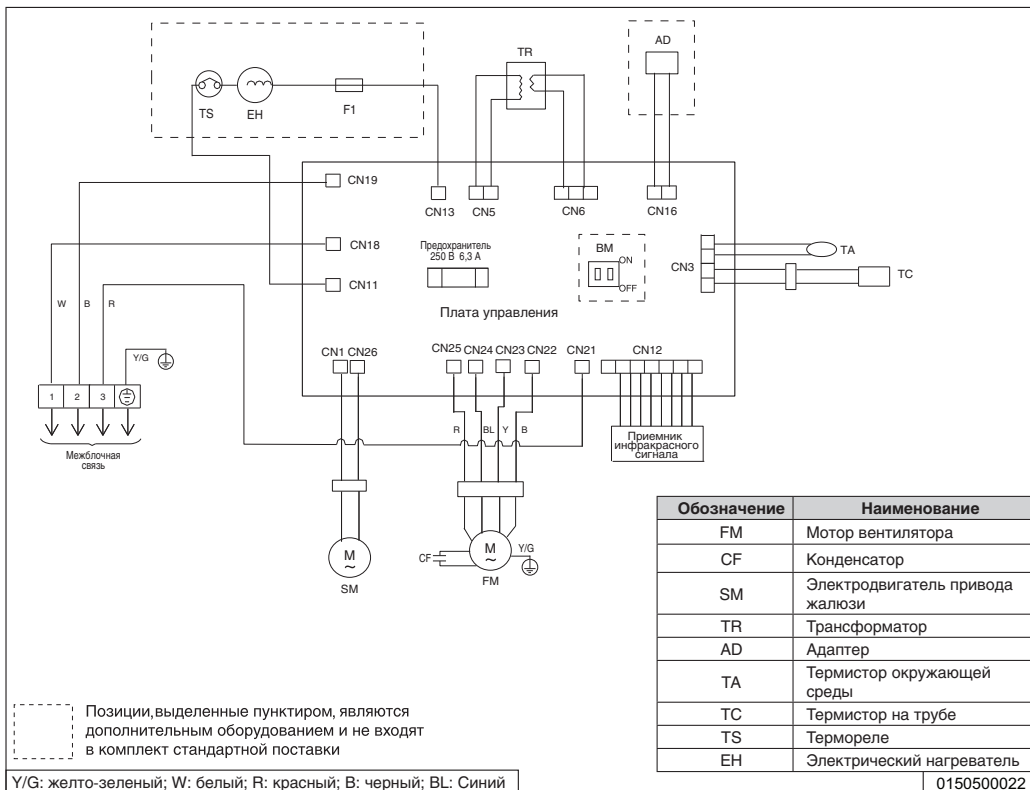 AD
TR
TS
EH
F1
CN19
CN13
CN5
CN6
CN16
CN18
Предохранитель
250 В 6,3 А
BM
ON
OFF
CN3
TA
TC
CN11
W
B
R
Плата управления
Y/G
CN1
CN26
CN25
CN24
CN23
CN22
CN21
CN12
1
2
3
R
BL
Y
B
Приемник
инфракрасного
сигнала
Межблочная
связь
M
~
SM
CF
M
~
Y/G
FM
Обозначение Наименование
FM Мотор вентилятора
CF Конденсатор
SM Электродвигатель привода
жалюзи
TR Трансформатор
AD Адаптер
TA Термистор окружающей
среды
TC Термистор на трубе
TS Термореле
EH Электрический нагреватель
Позиции,выделенные пунктиром, являются
дополнительным оборудованием и не входят
в комплект стандартной поставки
Y/G: желто-зеленый; W: белый; R: красный; B: черный; BL: Синий
0150500022